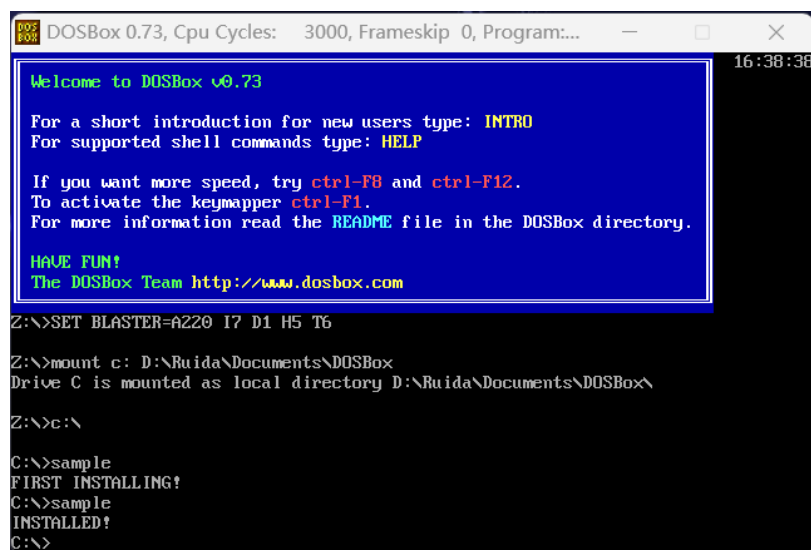 DOSBox 0.73, Cpu Cycles: 3000, Frameskip 0, Program:...
16:38:38
Welcome to DOSBox v0.73
For a short introduction for new users type: INTRO
For supported shell commands type: HELP
If you want more speed, try ctrl-F8 and ctrl-F12.
To activate the keymapper ctrl-F1.
For more information read the README file in the DOSBox directory.
HAVE FUN!
The DOSBox Team http://www.dosbox.com
Z:\>SET BLASTER=A220 I7 D1 H5 T6
Z:\>mount c: D:\Ruida\Documents\DOSBox
Drive C is mounted as local directory D:\Ruida\Documents\DOSBox\
Z:\>c:\
C:\>sample
FIRST INSTALLING!
C:\>sample
INSTALLED!
C:\>